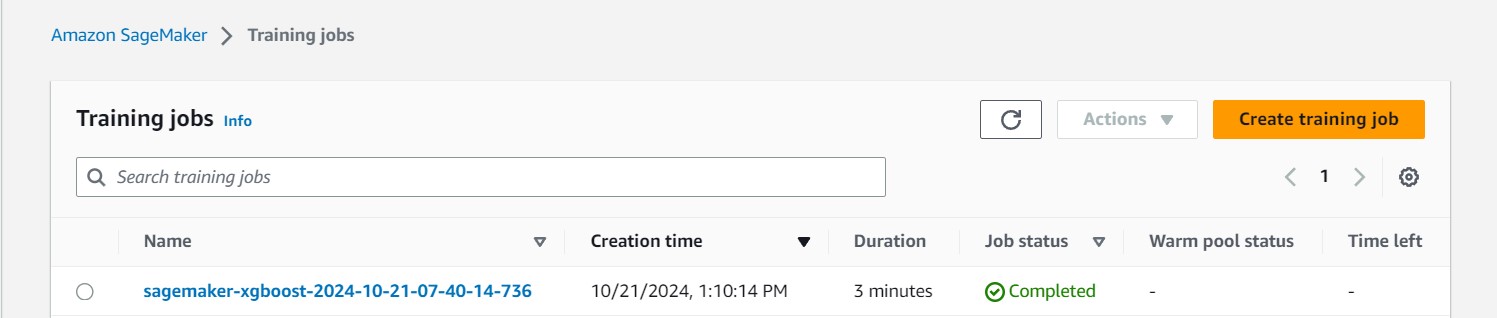 Amazon SageMaker > Training jobs
Training jobs Info
Actions
Create training job
Search training jobs
1
Name Creation time Duration Job status Warm pool status Time left
sagemaker-xgboost-2024-10-21-07-40-14-736 10/21/2024, 1:10:14 PM 3 minutes Completed - -